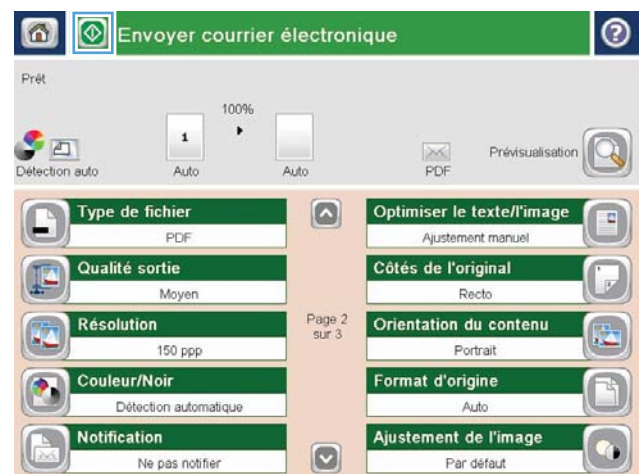 Envoyer courrier électronique
?
Prêt
100%
1
Détection auto
Auto
Auto
PDF
Prévisualisation
Type de fichier
PDF
Qualité sortie
Moyen
Résolution
150 ppp
Couleur/Noir
Détection automatique
Notification
Ne pas notifier
Page 2
sur 3
Optimiser le texte/l'image
Ajustement manuel
Côtés de l'original
Recto
Orientation du contenu
Portrait
Format d'origine
Auto
Ajustement de l'image
Par défaut